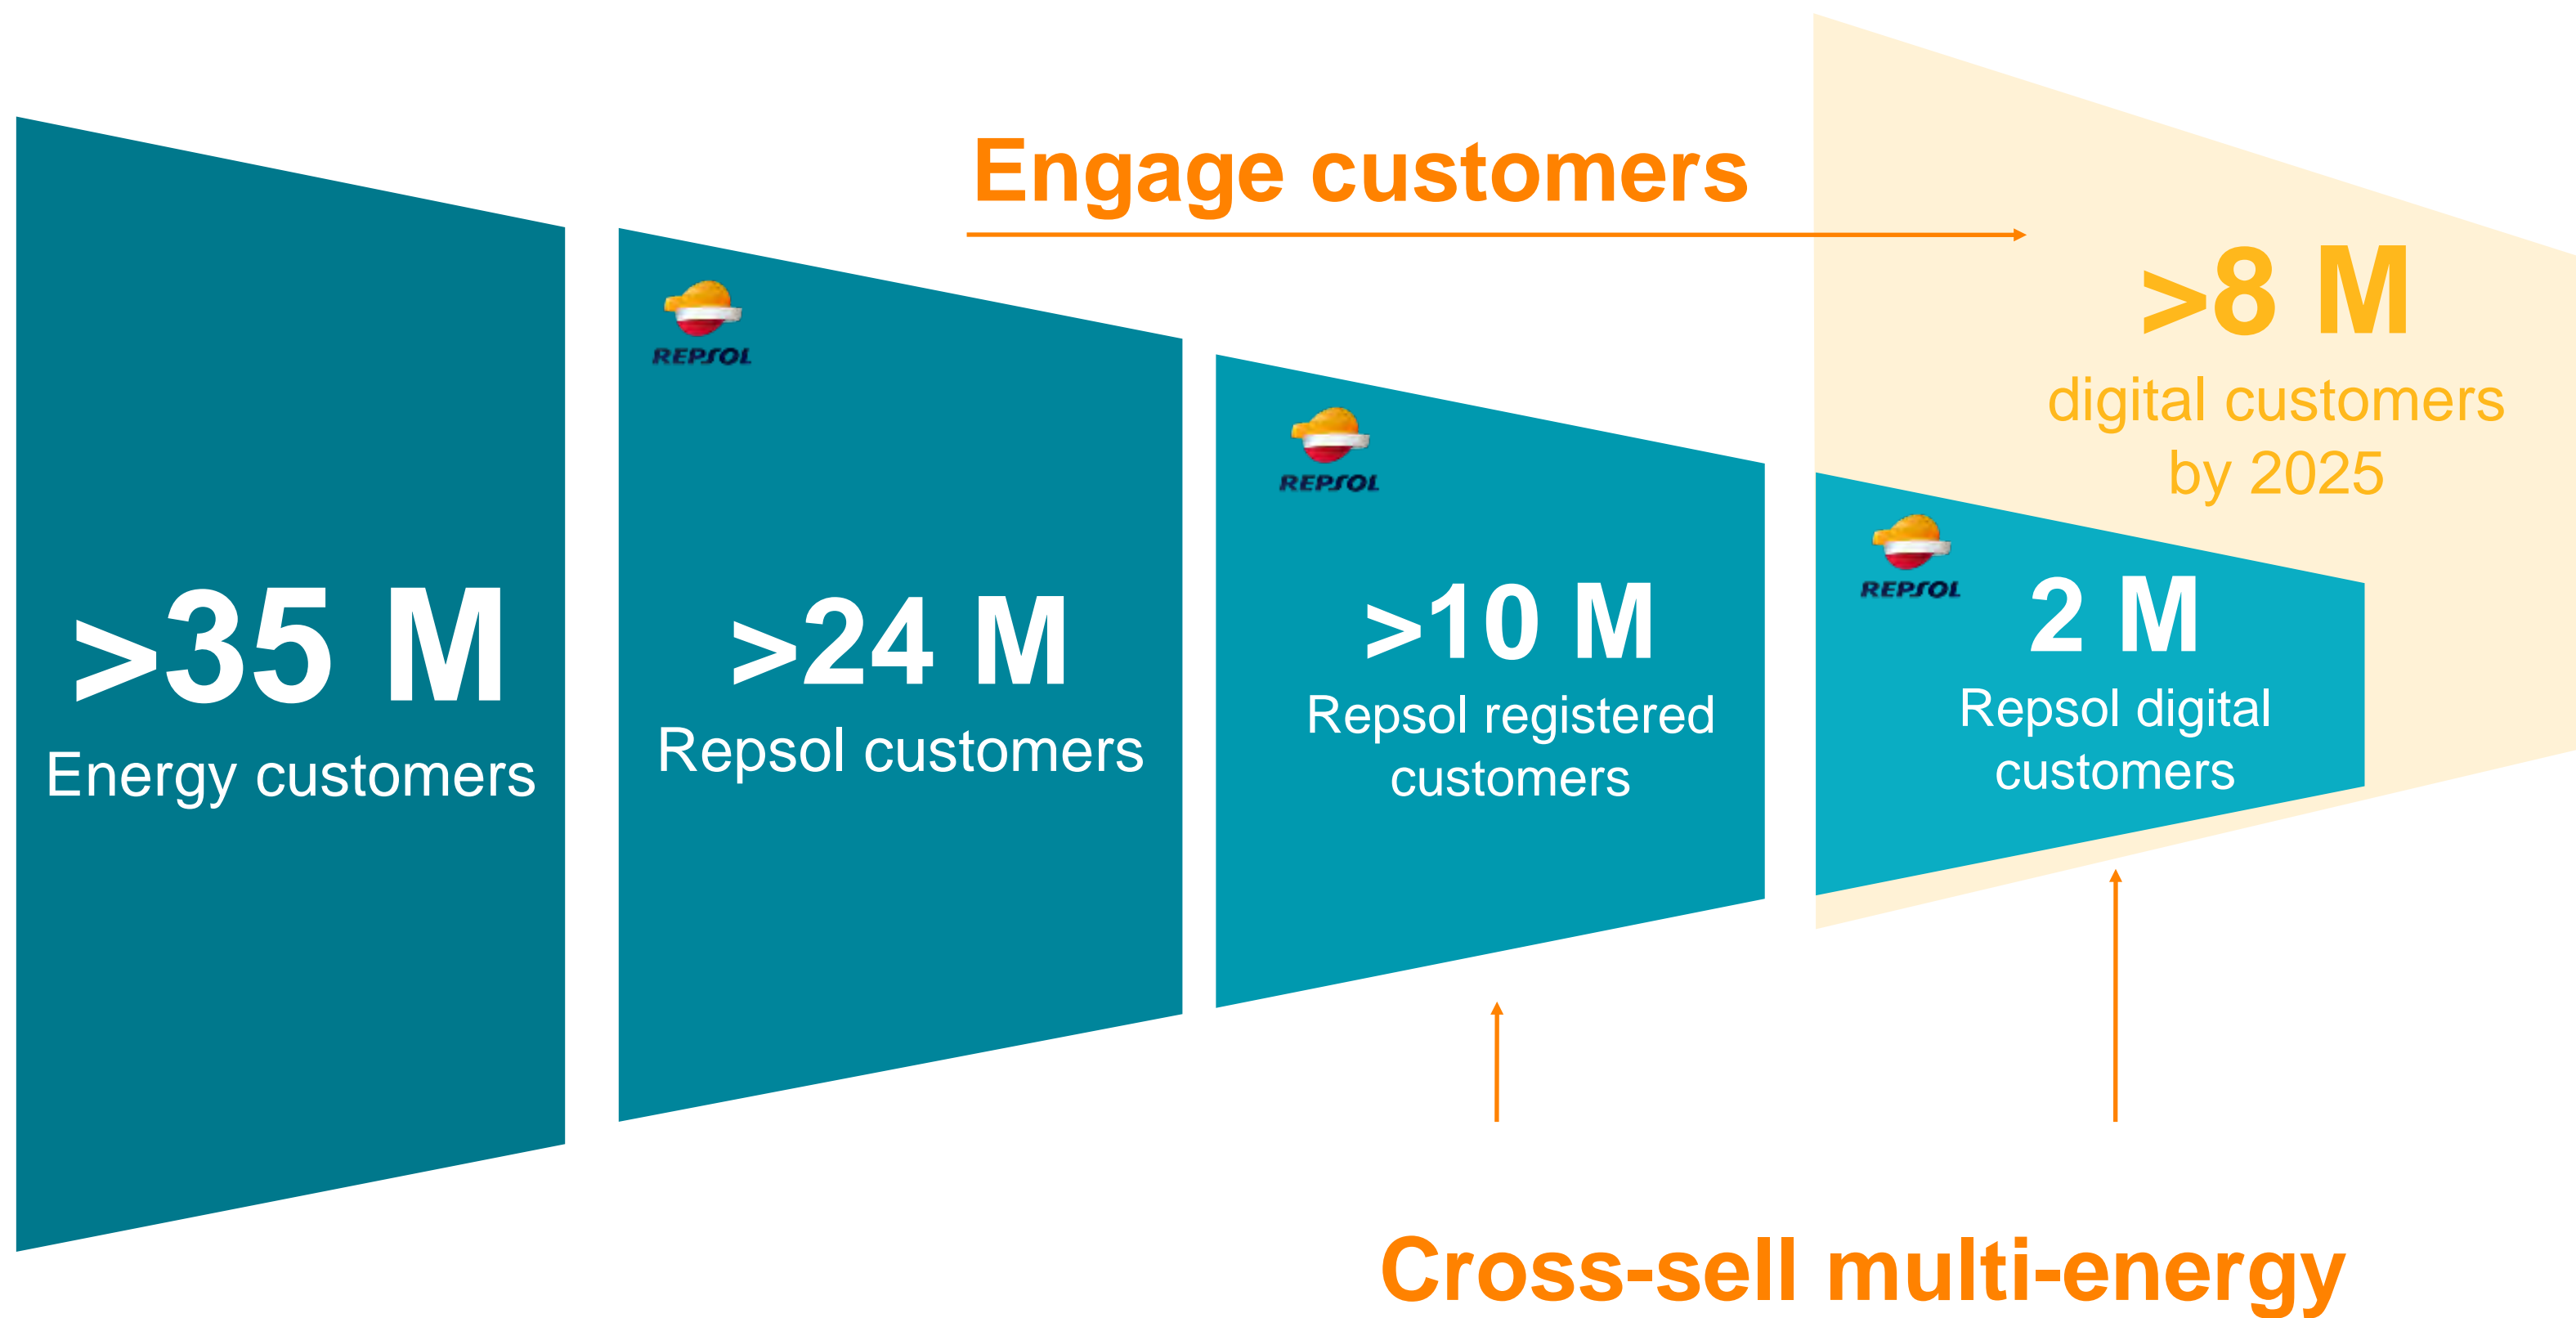 Engage customers
>35 M
Energy customers
REPSOL
>24 M
Repsol customers
REPSOL
>10 M
Repsol registered
customers
>8 M
digital customers
by 2025
REPSOL
2 M
Repsol digital
customers
Cross-sell multi-energy